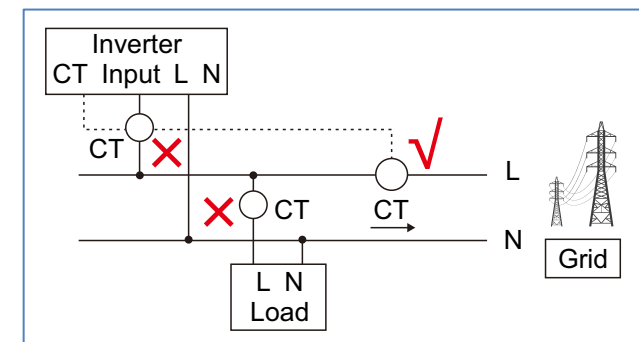 Inverter
CT Input L N
CT
L
CT
CT
N
L N
Load
Grid